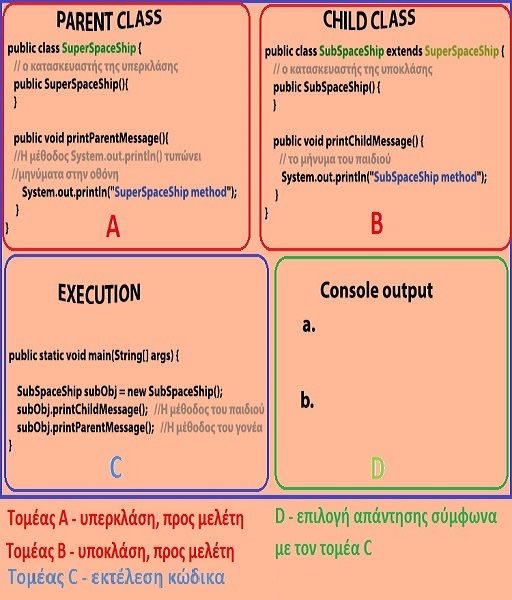 PARENT CLASS
public class SuperSpaceShip {
// ο κατασκευαστής της υπερκλάσης
public SuperSpaceShip(){
}
public void printParentMessage(){
//Η μέθοδος System.out.println() τυπώνει
//μηνύματα στην οθόνη
System.out.println("SuperSpaceShip method");
}
}
A
CHILD CLASS
public class SubSpaceShip extends SuperSpaceShip {
// ο κατασκευαστής της υποκλάσης
public SubSpaceShip() {
}
public void printChildMessage() {
// το μήνυμα του παιδιού
System.out.println("SubSpaceShip method");
}
}
B
EXECUTION
public static void main(String[] args) {
SubSpaceShip subObj = new SubSpaceShip();
subObj.printChildMessage(); //Η μέθοδος του παιδιού
subObj.printParentMessage(); //Η μέθοδος του γονέα
}
C
Console output
a.
b.
D
Τομέας Α - υπερκλάση, προς μελέτη
Τομέας Β - υποκλάση, προς μελέτη
Τομέας C - εκτέλεση κώδικα
D - επιλογή απάντησης σύμφωνα
με τον τομέα C